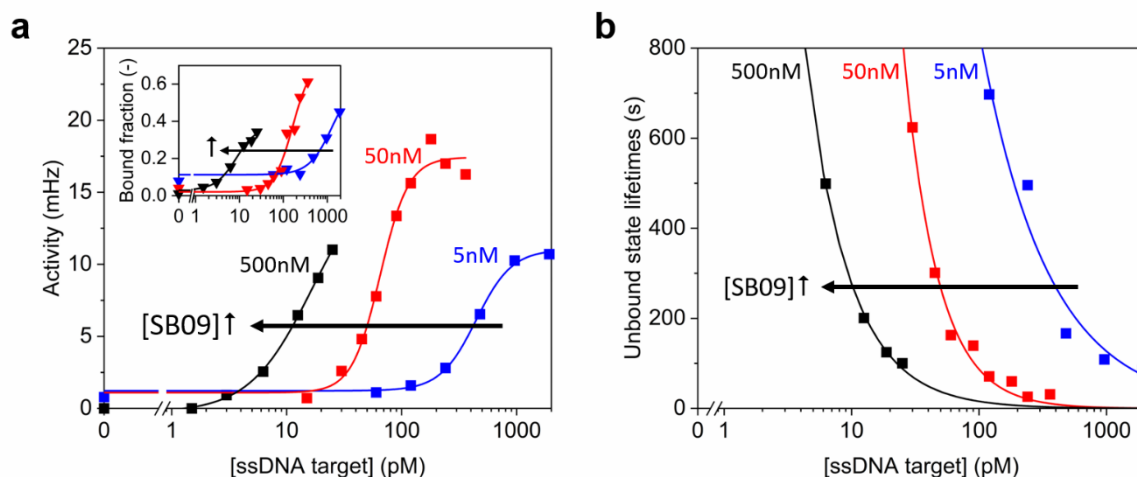 a
Activity (mHz)
25
20
15
10
5
0
0 1 10 100 1000
[ssDNA target] (pM)
500nM
50nM
5nM
[SB09]↑
Bound fraction (-)
0.6
0.4
0.2
0.0
0 1 10 100 1000
↑
b
Unbound state lifetimes (s)
800
600
400
200
0
0 1 10 100 1000
[ssDNA target] (pM)
500nM
50nM
5nM
[SB09]↑